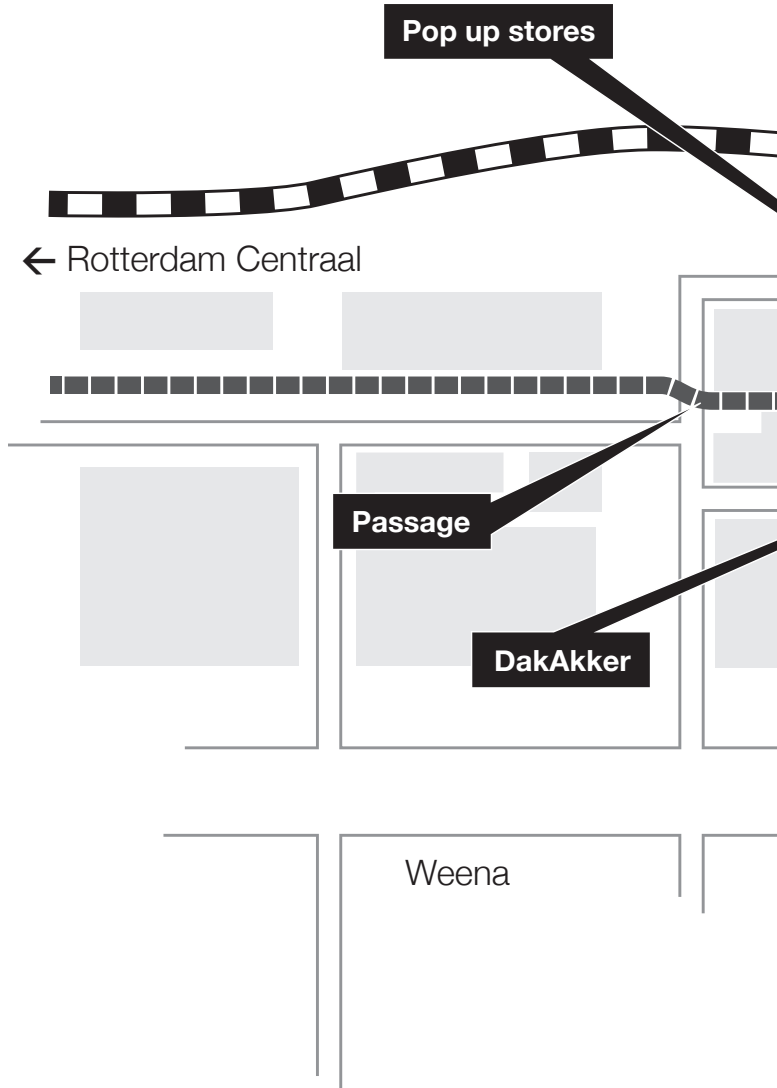 Pop up stores
← Rotterdam Centraal
Passage
DakAkker
Weena